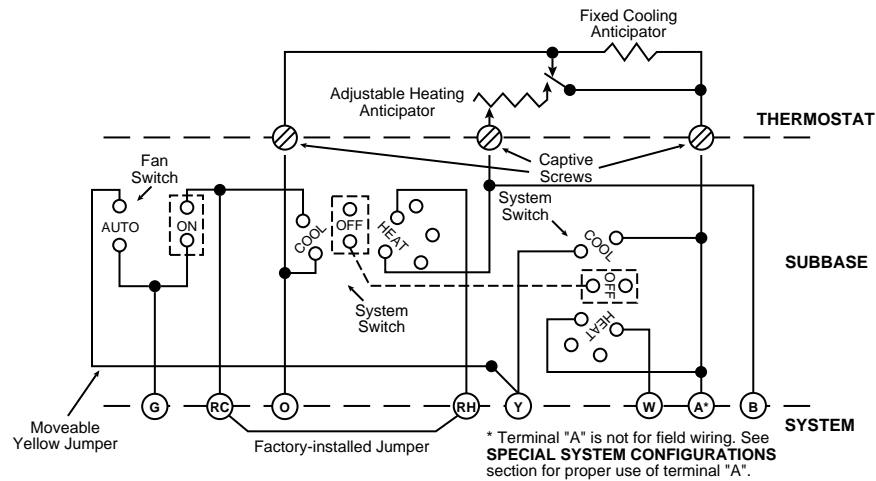 Fixed Cooling
Anticipator
Adjustable Heating
Anticipator
THERMOSTAT
Fan
Switch
Captive
Screws
System
Switch
AUTO
ON
COOL
OFF
HEAT
COOL
OFF
HEAT
SUBBASE
System
Switch
G
RC
O
RH
Y
W
A*
B
SYSTEM
Moveable
Yellow Jumper
Factory-installed Jumper
* Terminal "A" is not for field wiring. See
SPECIAL SYSTEM CONFIGURATIONS
section for proper use of terminal "A".